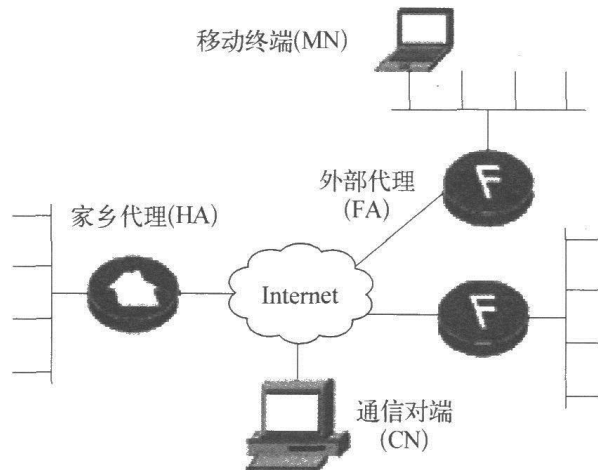 移动终端(MN)
F
外部代理
(FA)
家乡代理(HA)
Internet
F
通信对端
(CN)